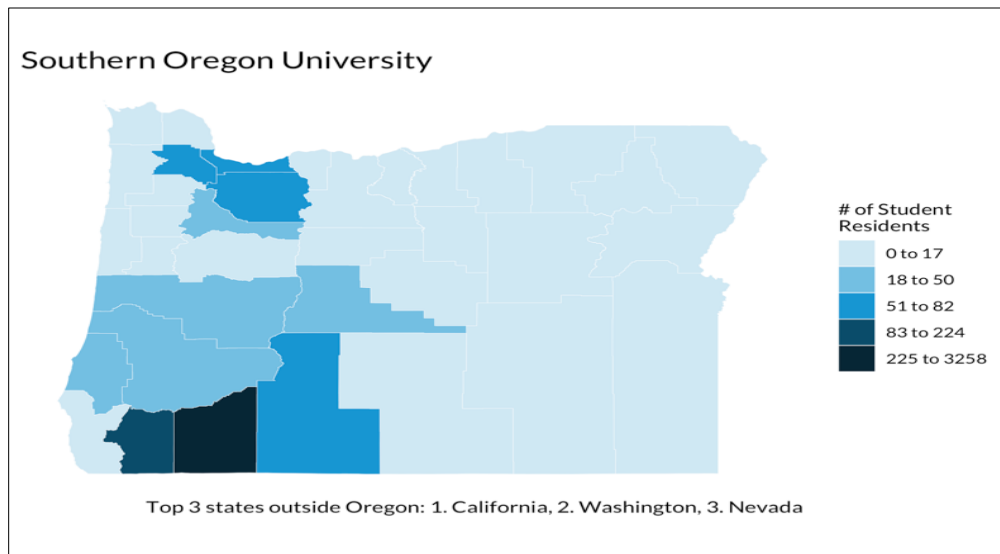 Southern Oregon University
# of Student
Residents
0 to 17
18 to 50
51 to 82
83 to 224
225 to 3258
Top 3 states outside Oregon: 1. California, 2. Washington, 3. Nevada